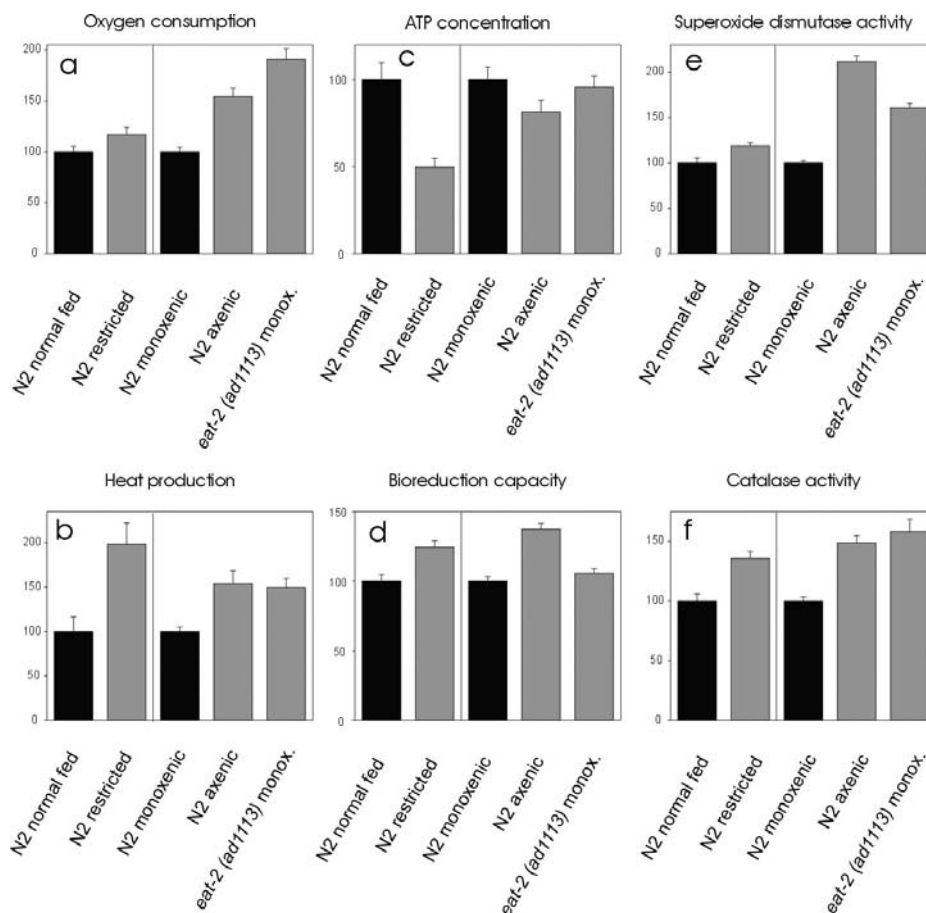 Oxygen consumption
a
200
150
100
50
0
N2 normal fed
N2 restricted
N2 monoxenic
N2 axenic
eat-2 (ad1113) monox.
ATP concentration
c
100
50
0
N2 normal fed
N2 restricted
N2 monoxenic
N2 axenic
eat-2 (ad1113) monox.
Superoxide dismutase activity
e
200
150
100
50
0
N2 normal fed
N2 restricted
N2 monoxenic
N2 axenic
eat-2 (ad1113) monox.
Heat production
b
200
150
100
50
0
N2 normal fed
N2 restricted
N2 monoxenic
N2 axenic
eat-2 (ad1113) monox.
Bioreduction capacity
d
150
100
50
0
N2 normal fed
N2 restricted
N2 monoxenic
N2 axenic
eat-2 (ad1113) monox.
Catalase activity
f
150
100
50
0
N2 normal fed
N2 restricted
N2 monoxenic
N2 axenic
eat-2 (ad1113) monox.